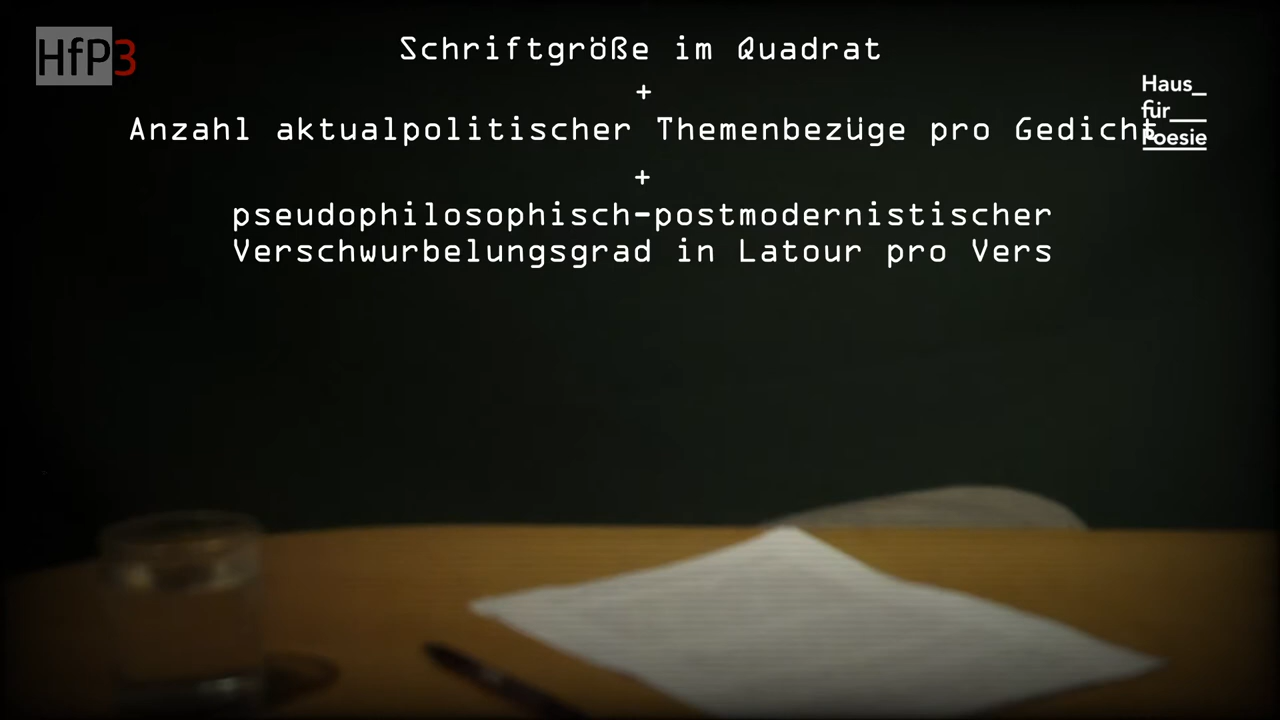 HfP3
Schriftgröße im Quadrat
+
Anzahl aktualpolitischer Themenbezüge pro Gedicht
+
pseudophilosophisch-postmodernistischer
Verschwurbelungsgrad in Latour pro Vers
Haus_
für__
Poesie